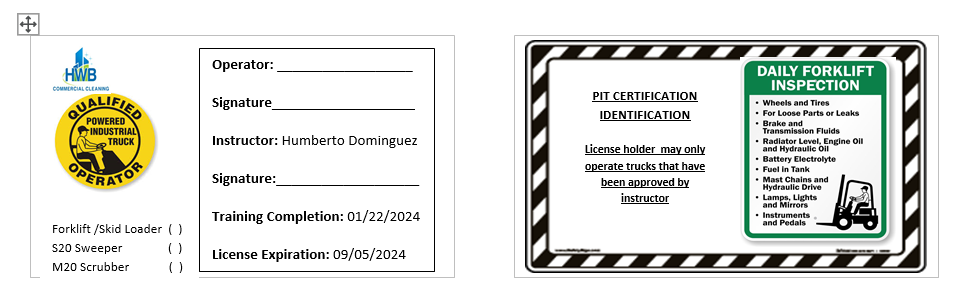 HWB
COMMERCIAL CLEANING
QUALIFIED
POWERED
INDUSTRIAL
TRUCK
OPERATOR
Forklift /Skid Loader ( )
S20 Sweeper ( )
M20 Scrubber ( )
Operator: ___________________
Signature____________________
Instructor: Humberto Dominguez
Signature:____________________
Training Completion: 01/22/2024
License Expiration: 09/05/2024
PIT CERTIFICATION
IDENTIFICATION
License holder may only
operate trucks that have
been approved by
instructor
DAILY FORKLIFT
INSPECTION
• Wheels and Tires
• For Loose Parts or Leaks
• Brake and
Transmission Fluids
• Radiator Level, Engine Oil
and Hydraulic Oil
• Battery Electrolyte
• Fuel in Tank
• Mast Chains and
Hydraulic Drive
• Lamps, Lights
and Mirrors
• Instruments
and Pedals